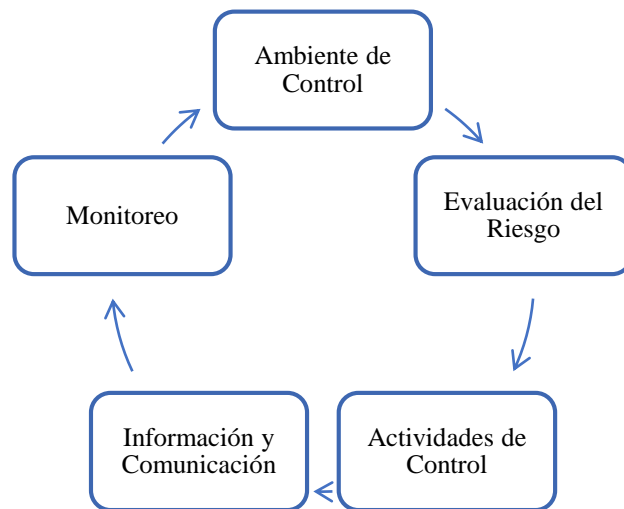 Ambiente de
Control
Evaluación del
Riesgo
Actividades de
Control
Información y
Comunicación
Monitoreo